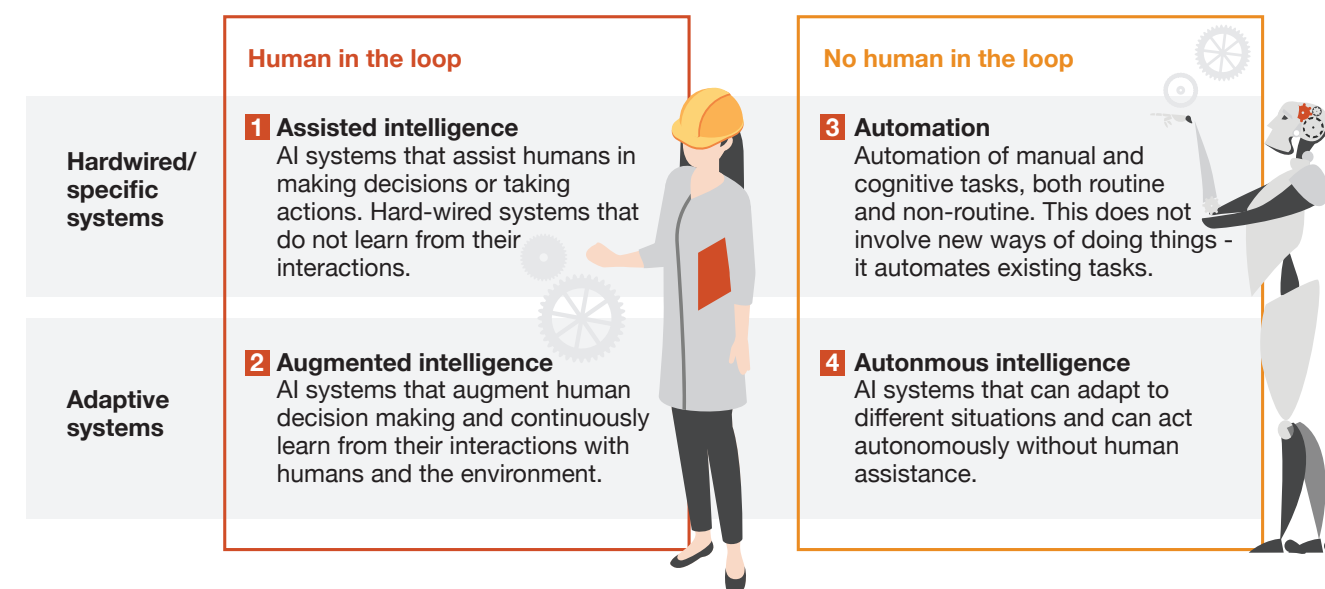 Human in the loop
No human in the loop
Hardwired/
specific
systems
1 Assisted intelligence
AI systems that assist humans in
making decisions or taking
actions. Hard-wired systems that
do not learn from their
interactions.
3 Automation
Automation of manual and
cognitive tasks, both routine
and non-routine. This does not
involve new ways of doing things -
it automates existing tasks.
Adaptive
systems
2 Augmented intelligence
AI systems that augment human
decision making and continuously
learn from their interactions with
humans and the environment.
4 Autonmous intelligence
AI systems that can adapt to
different situations and can act
autonomously without human
assistance.